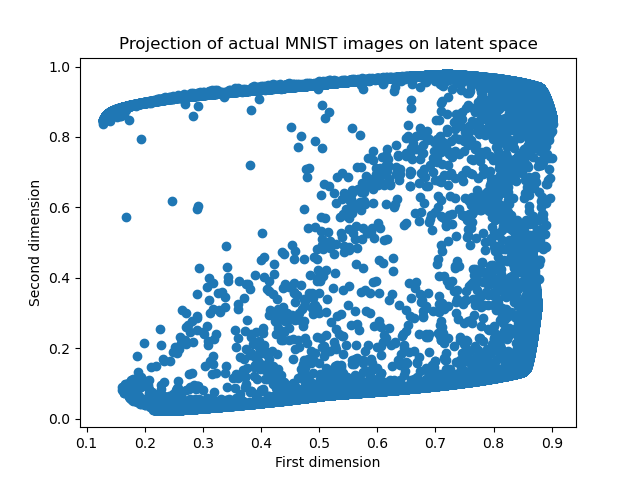 Projection of actual MNIST images on latent space
1.0
0.8
0.6
0.4
0.2
0.0
Second dimension
0.1 0.2 0.3 0.4 0.5 0.6 0.7 0.8 0.9
First dimension